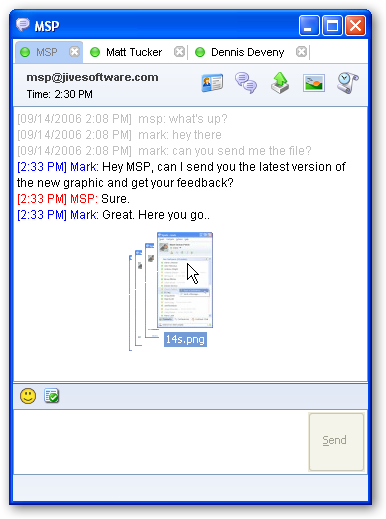 MSP
MSP Matt Tucker Dennis Deveny
msp@jivesoftware.com
Time: 2:30 PM
[09/14/2006 2:08 PM] msp: what's up?
[09/14/2006 2:08 PM] mark: hey there
[09/14/2006 2:08 PM] mark: can you send me the file?
[2:33 PM] Mark: Hey MSP, can I send you the latest version of
the new graphic and get your feedback?
[2:33 PM] MSP: Sure.
[2:33 PM] Mark: Great. Here you go..
14s.png
Send